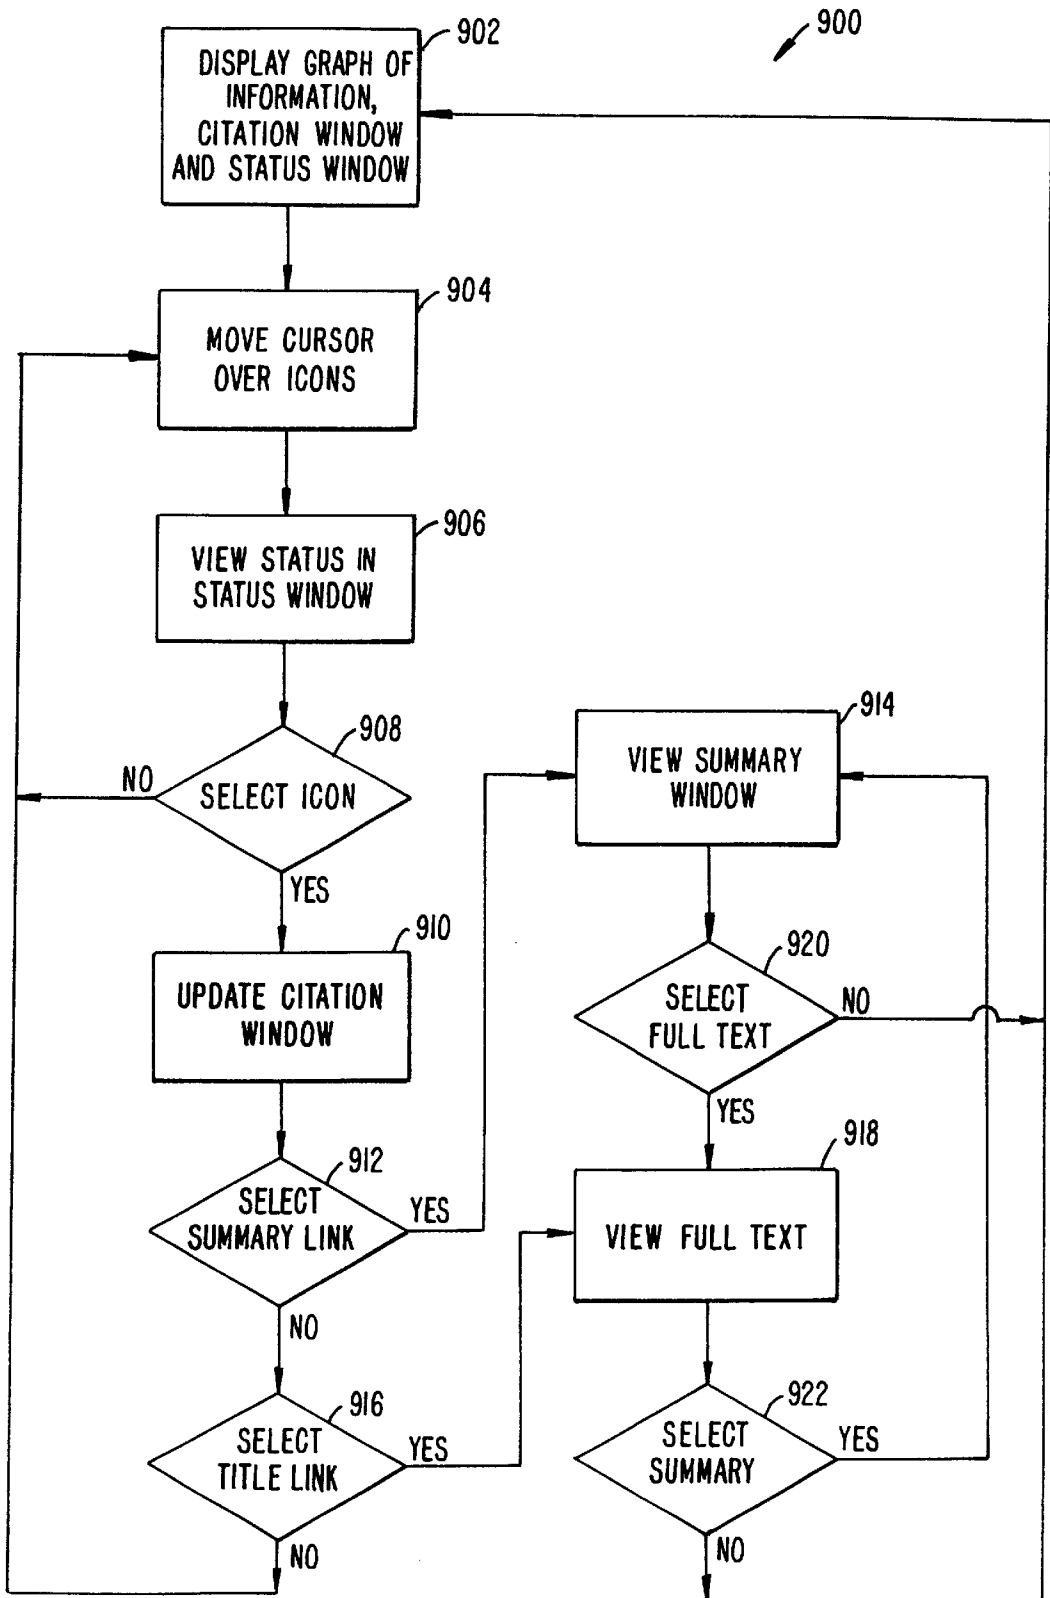 900
902
DISPLAY GRAPH OF
INFORMATION,
CITATION WINDOW
AND STATUS WINDOW
904
MOVE CURSOR
OVER ICONS
906
VIEW STATUS IN
STATUS WINDOW
908
SELECT ICON
NO
YES
910
UPDATE CITATION
WINDOW
912
SELECT
SUMMARY LINK
YES
NO
916
SELECT
TITLE LINK
YES
NO
914
VIEW SUMMARY
WINDOW
920
SELECT
FULL TEXT
NO
YES
918
VIEW FULL TEXT
922
SELECT
SUMMARY
YES
NO